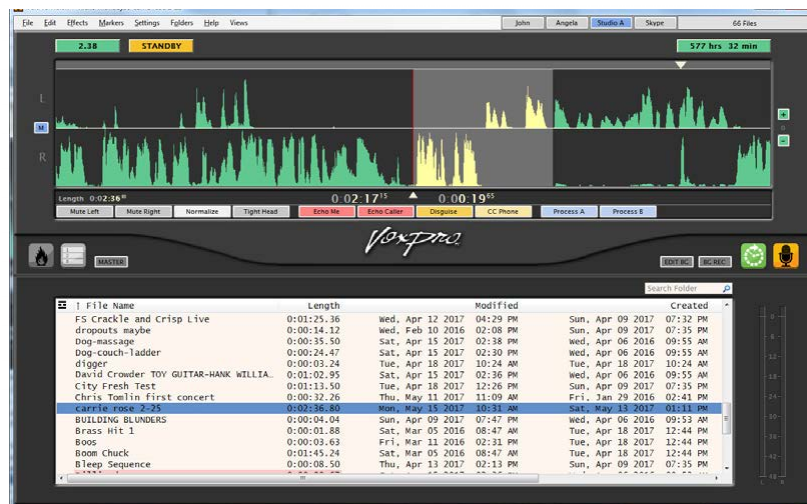 File Edit Effects Markers Settings Folders Help Views John Angela Studio A Skype 66 Files
2.38 STANDBY 577 hrs 32 min
L
M
R
Length 0:02:36 0:02:17 15 0:00:19 65
Mute Left Mute Right Normalize Tight Head Echo Me Echo Caller Disguise CC Phone Process A Process B
VoxPro
MASTER EDIT BG BG REC
Search Folder
↑ File Name Length Modified Created
FS Crackle and Crisp Live 0:01:25.36 Wed, Apr 12 2017 04:29 PM Sun, Apr 09 2017 07:32 PM
dropouts maybe 0:00:14.12 Wed, Feb 10 2016 02:08 PM Sun, Apr 09 2017 07:35 PM
Dog-massage 0:00:35.50 Sat, Apr 15 2017 02:38 PM Wed, Apr 06 2016 09:55 AM
Dog-couch-ladder 0:00:24.47 Sat, Apr 15 2017 02:30 PM Wed, Apr 06 2016 09:55 AM
digger 0:00:03.24 Tue, Apr 18 2017 10:24 AM Tue, Apr 18 2017 10:24 AM
David Crowder TOY GUITAR-HANK WILLIA… 0:01:02.95 Sat, Apr 15 2017 02:36 PM Wed, Apr 06 2016 09:55 AM
City Fresh Test 0:01:13.50 Tue, Apr 18 2017 12:26 PM Sun, Apr 09 2017 07:35 PM
Chris Tomlin first concert 0:00:32.26 Thu, May 11 2017 11:09 AM Fri, Jan 29 2016 02:41 PM
carrie rose 2-25 0:02:36.80 Mon, May 15 2017 10:31 AM Sat, May 13 2017 01:11 PM
BUILDING BLUNDERS 0:00:04.04 Sun, Apr 09 2017 07:47 PM Wed, Apr 06 2016 09:53 AM
Brass Hit 1 0:00:01.88 Sat, Mar 05 2016 08:47 AM Tue, Apr 18 2017 12:44 PM
Boos 0:00:03.63 Fri, Mar 11 2016 02:31 PM Tue, Apr 18 2017 12:44 PM
Boom Chuck 0:01:45.24 Sat, Mar 05 2016 08:47 AM Tue, Apr 18 2017 12:44 PM
Bleep Sequence 0:00:08.50 Thu, Apr 13 2017 02:13 PM Sun, Apr 09 2017 07:35 PM